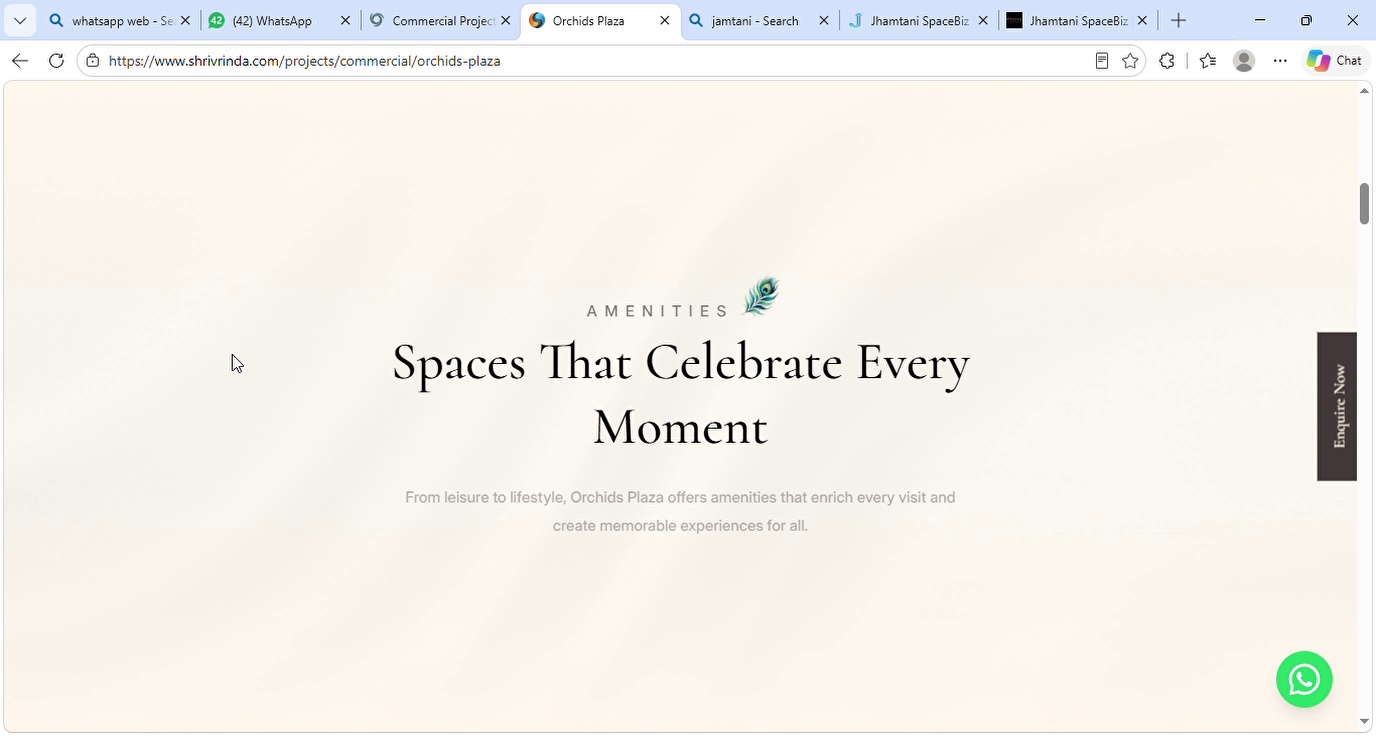 whatsapp web - Se
(42) WhatsApp
Commercial Project
Orchids Plaza
jamtani - Search
Jhamtani SpaceBiz
Jhamtani SpaceBiz
https://www.shrivrinda.com/projects/commercial/orchids-plaza
Chat
AMENITIES
Spaces That Celebrate Every
Moment
From leisure to lifestyle, Orchids Plaza offers amenities that enrich every visit and
create memorable experiences for all.
Enquire Now